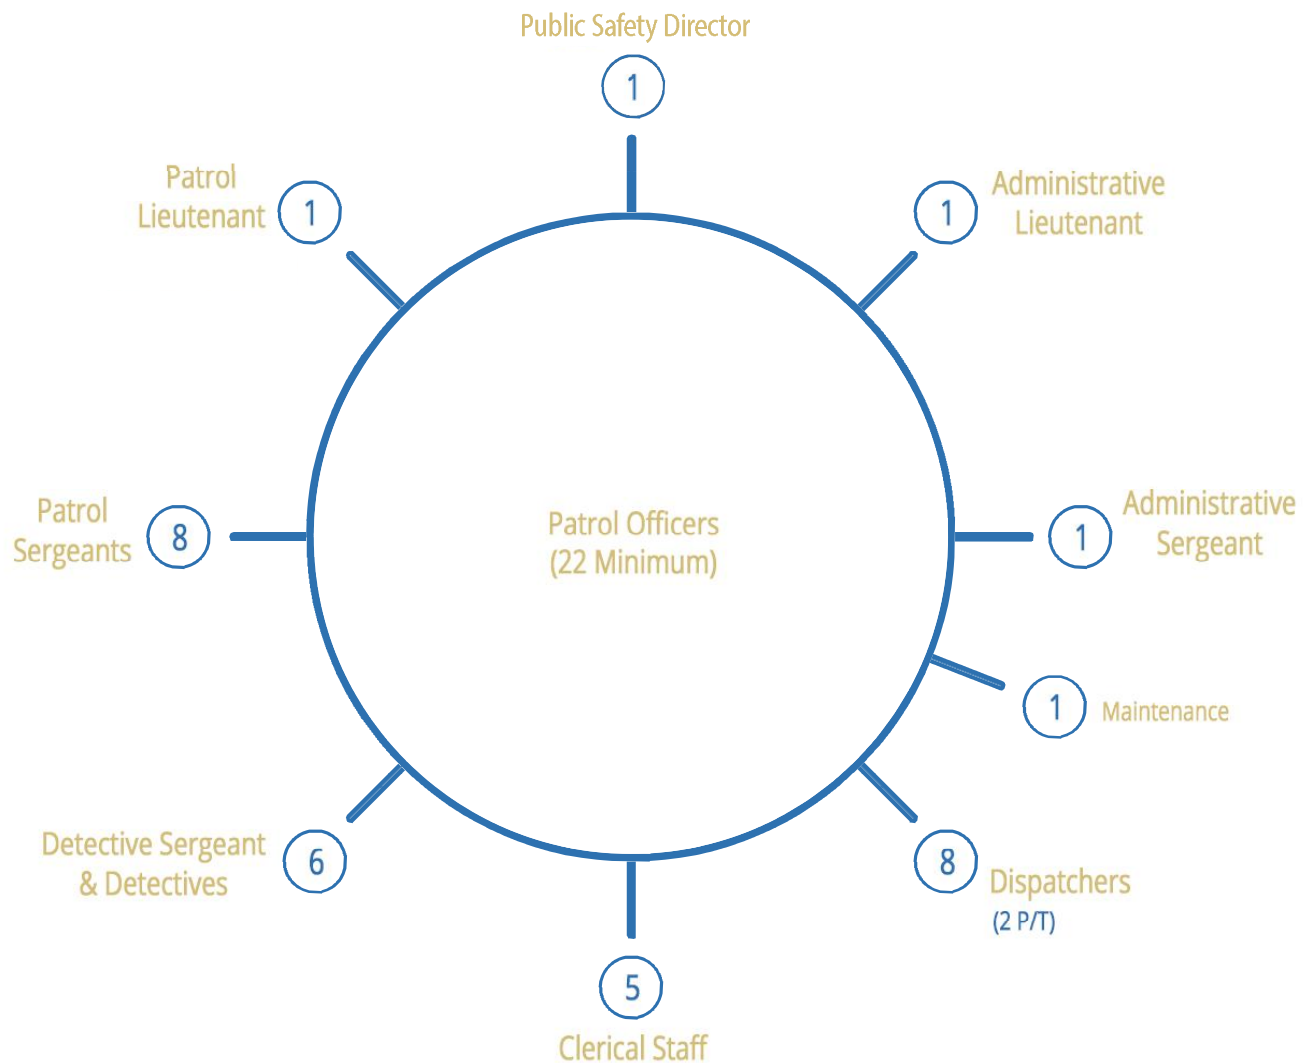 Public Safety Director
1
Patrol
Lieutenant
1
1
Administrative
Lieutenant
Patrol
Sergeants
8
Patrol Officers
(22 Minimum)
1
Administrative
Sergeant
1
Maintenance
Detective Sergeant
& Detectives
6
8
Dispatchers
(2 P/T)
5
Clerical Staff